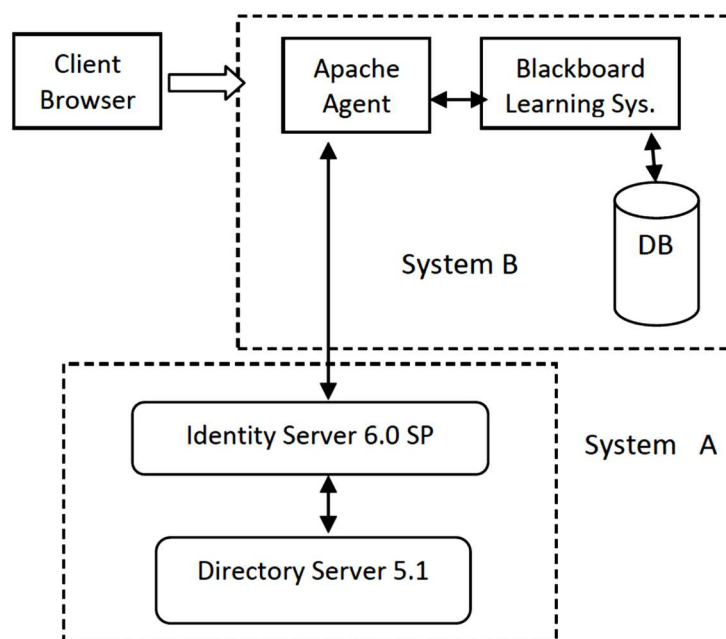 Client
Browser
Apache
Agent
Blackboard
Learning Sys.
DB
System B
Identity Server 6.0 SP
System A
Directory Server 5.1